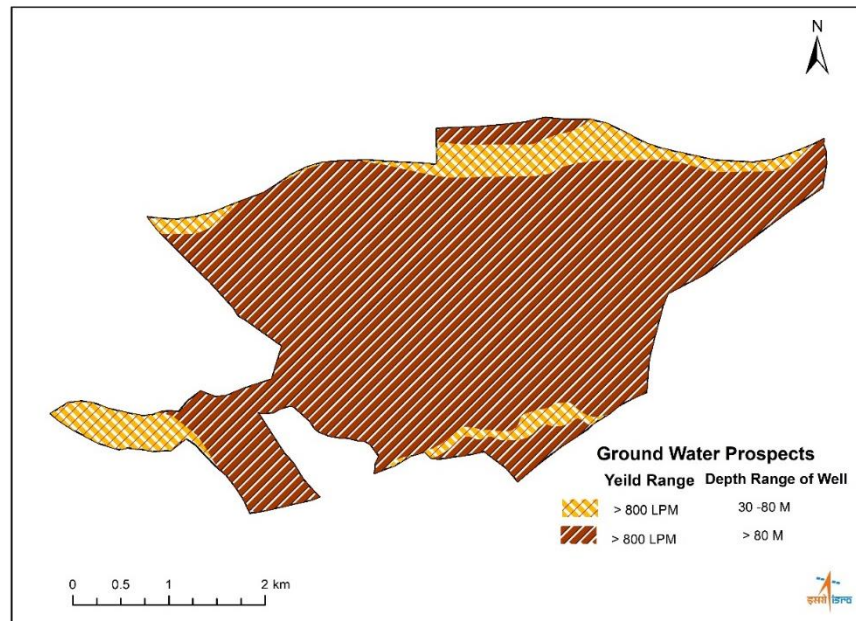 N
Ground Water Prospects
Yeild Range Depth Range of Well
> 800 LPM 30 -80 M
> 800 LPM > 80 M
0 0.5 1 2 km
इसरो isro